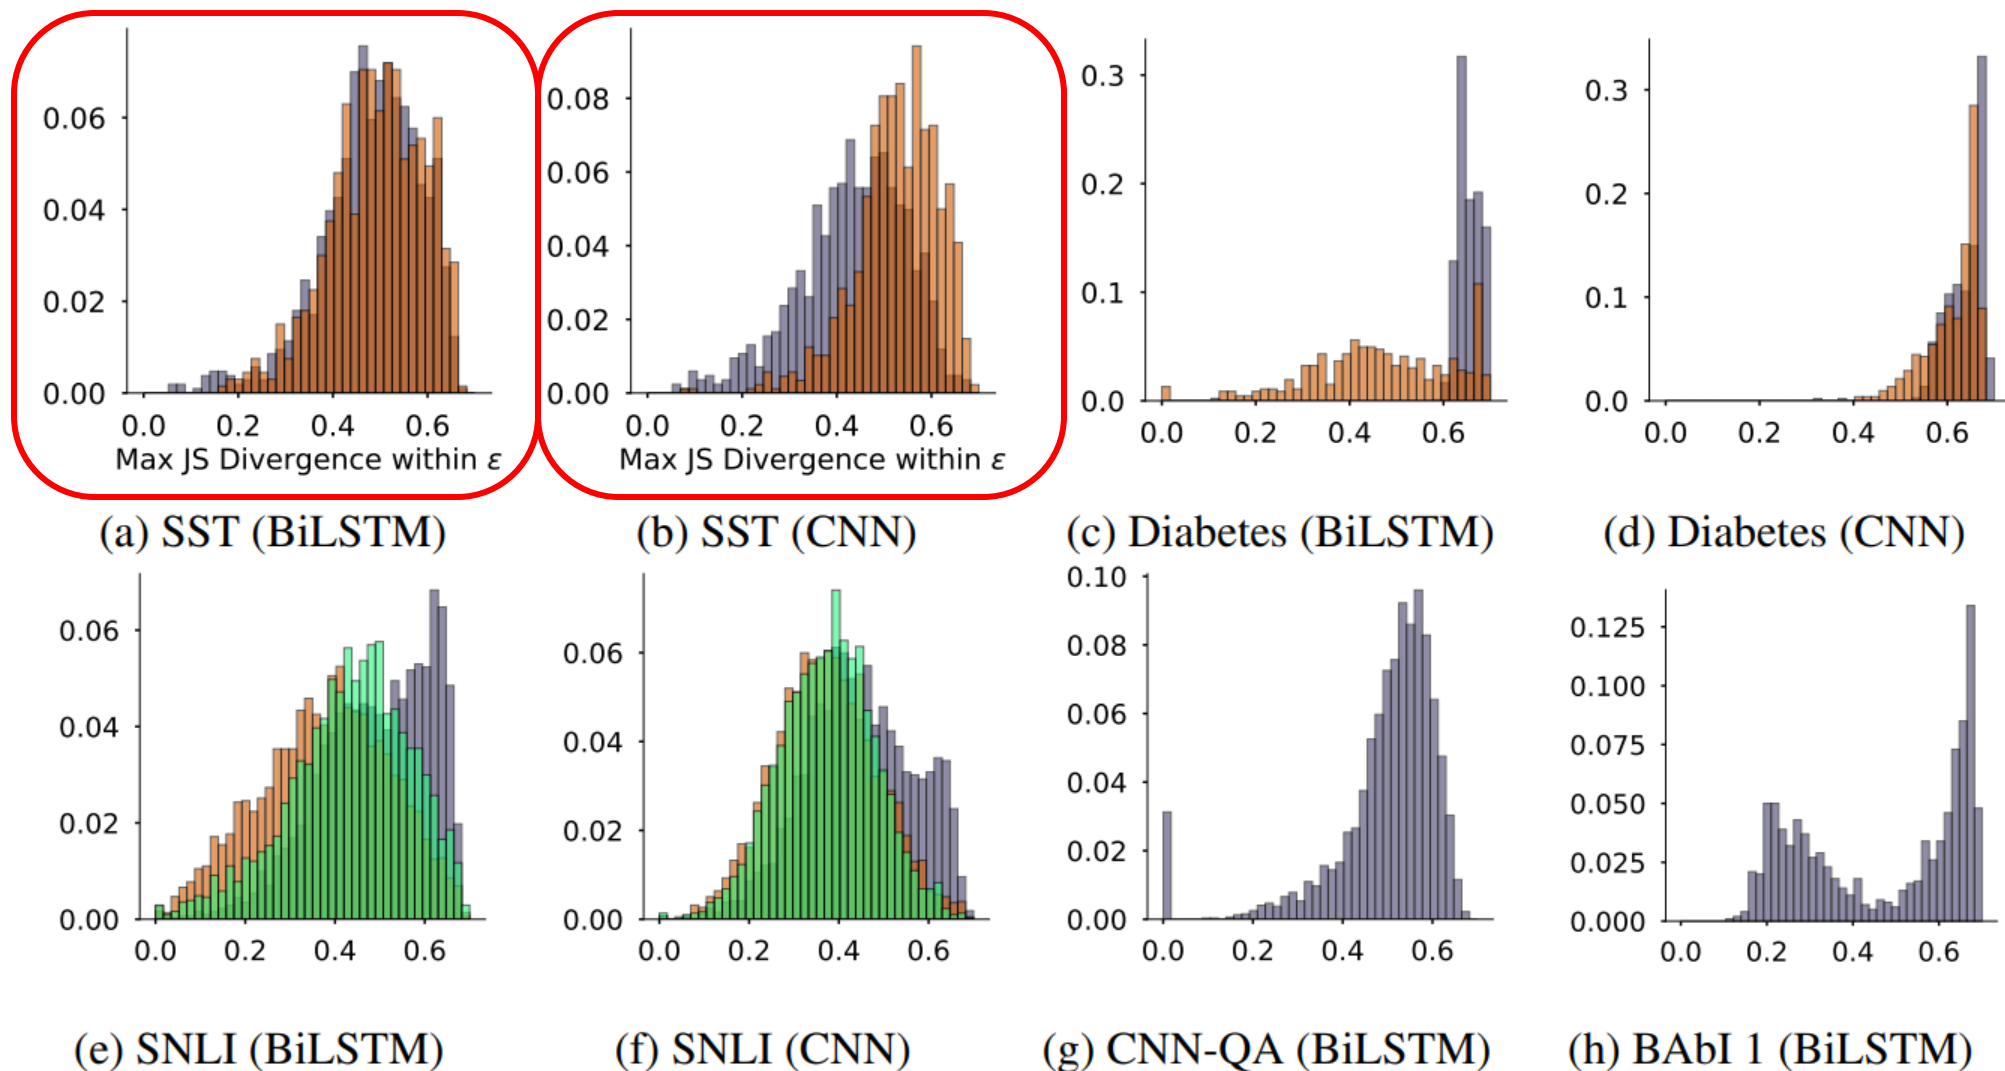 0.06
0.04
0.02
0.00
0.0 0.2 0.4 0.6
Max JS Divergence within ε
(a) SST (BiLSTM)
0.08
0.06
0.04
0.02
0.00
0.0 0.2 0.4 0.6
Max JS Divergence within ε
(b) SST (CNN)
0.3
0.2
0.1
0.0
0.0 0.2 0.4 0.6
(c) Diabetes (BiLSTM)
0.3
0.2
0.1
0.0
0.0 0.2 0.4 0.6
(d) Diabetes (CNN)
0.06
0.04
0.02
0.00
0.0 0.2 0.4 0.6
(e) SNLI (BiLSTM)
0.06
0.04
0.02
0.00
0.0 0.2 0.4 0.6
(f) SNLI (CNN)
0.10
0.08
0.06
0.04
0.02
0.00
0.0 0.2 0.4 0.6
(g) CNN-QA (BiLSTM)
0.125
0.100
0.075
0.050
0.025
0.000
0.0 0.2 0.4 0.6
(h) BAbI 1 (BiLSTM)